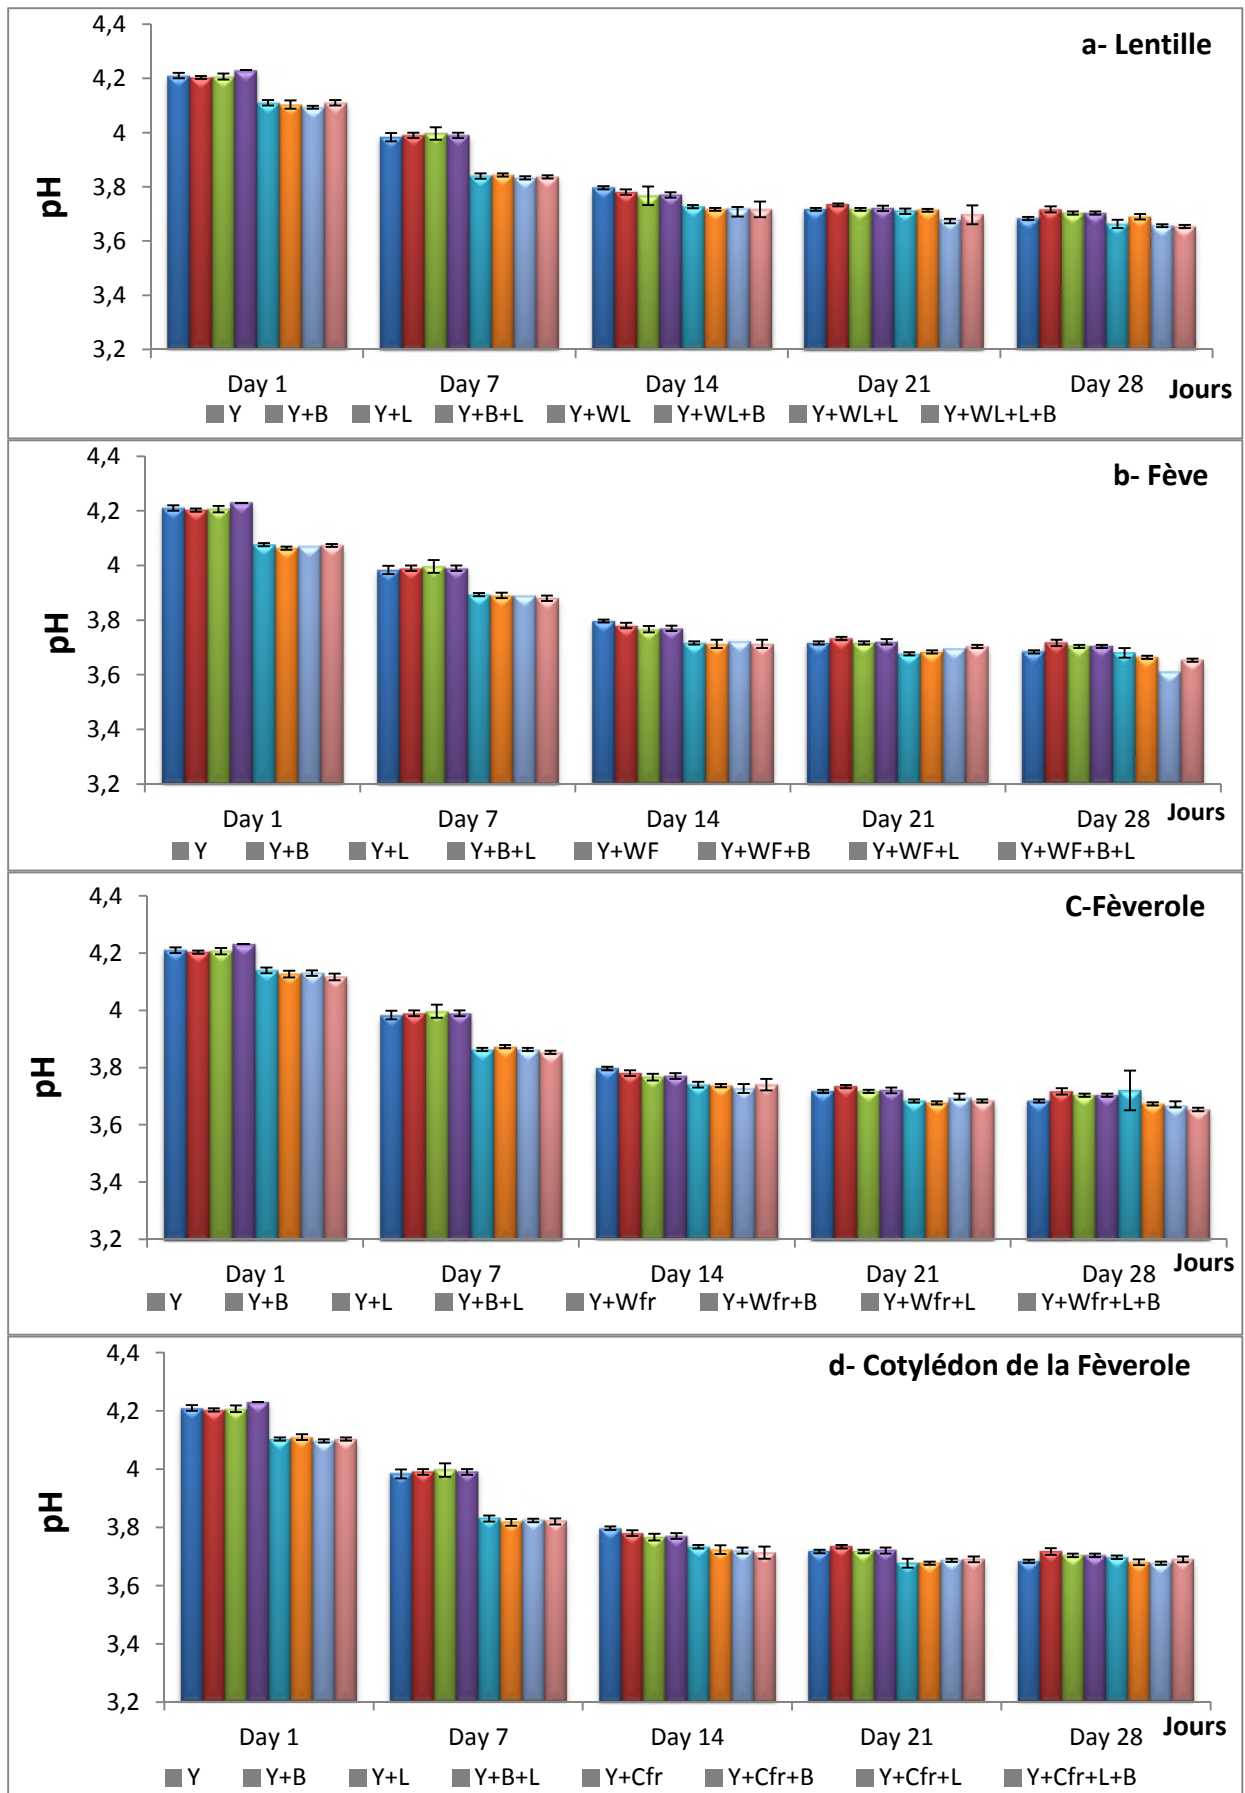 a- Lentille
pH
4,4
4,2
4
3,8
3,6
3,4
3,2
Day 1 Day 7 Day 14 Day 21 Day 28 Jours
Y Y+B Y+L Y+B+L Y+WL Y+WL+B Y+WL+L Y+WL+L+B
b- Fève
pH
4,4
4,2
4
3,8
3,6
3,4
3,2
Day 1 Day 7 Day 14 Day 21 Day 28 Jours
Y Y+B Y+L Y+B+L Y+WF Y+WF+B Y+WF+L Y+WF+B+L
C-Fèverole
pH
4,4
4,2
4
3,8
3,6
3,4
3,2
Day 1 Day 7 Day 14 Day 21 Day 28 Jours
Y Y+B Y+L Y+B+L Y+Wfr Y+Wfr+B Y+Wfr+L Y+Wfr+L+B
d- Cotylédon de la Fèverole
pH
4,4
4,2
4
3,8
3,6
3,4
3,2
Day 1 Day 7 Day 14 Day 21 Day 28 Jours
Y Y+B Y+L Y+B+L Y+Cfr Y+Cfr+B Y+Cfr+L Y+Cfr+L+B